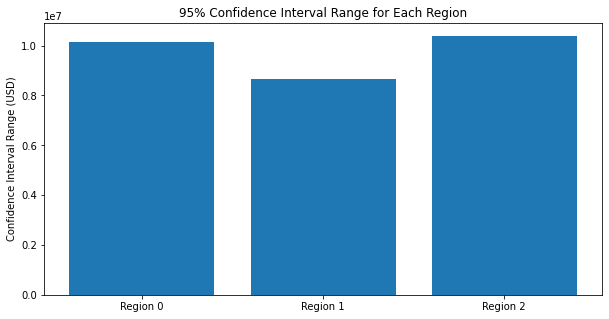 95% Confidence Interval Range for Each Region
1e7
1.0
0.8
0.6
0.4
0.2
0.0
Confidence Interval Range (USD)
Region 0 Region 1 Region 2